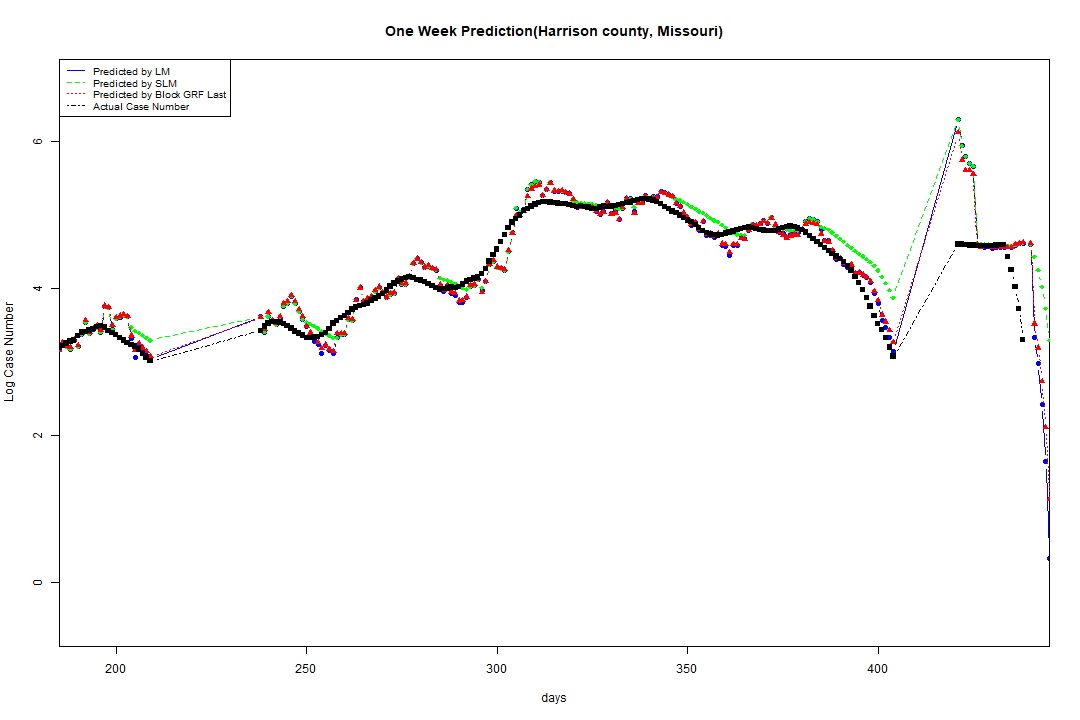 One Week Prediction(Harrison county, Missouri)
Predicted by LM
Predicted by SLM
Predicted by Block GRF Last
Actual Case Number
Log Case Number
6
4
2
0
200 250 300 350 400
days